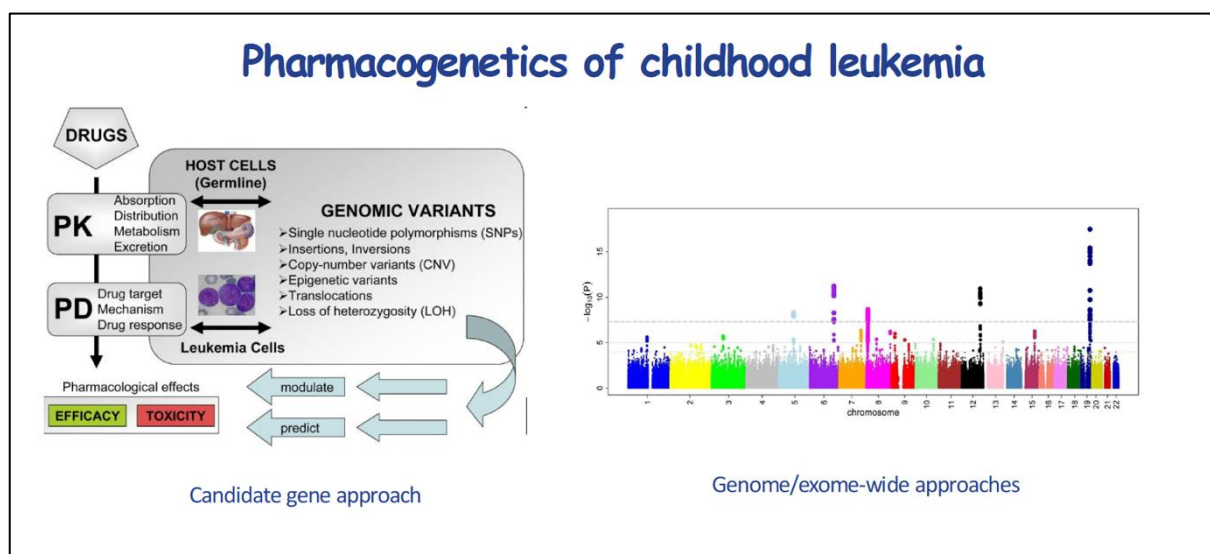 Pharmacogenetics of childhood leukemia
DRUGS
PK
Absorption
Distribution
Metabolism
Excretion
PD
Drug target
Mechanism
Drug response
HOST CELLS
(Germline)
Leukemia Cells
GENOMIC VARIANTS
➢Single nucleotide polymorphisms (SNPs)
➢Insertions, Inversions
➢Copy-number variants (CNV)
➢Epigenetic variants
➢Translocations
➢Loss of heterozygosity (LOH)
Pharmacological effects
EFFICACY TOXICITY
modulate
predict
Candidate gene approach
−log10(P)
15
10
5
0
1 2 3 4 5 6 7 8 9 10 11 12 13 14 15 16 17 18 19 20 21 22
chromosome
Genome/exome-wide approaches